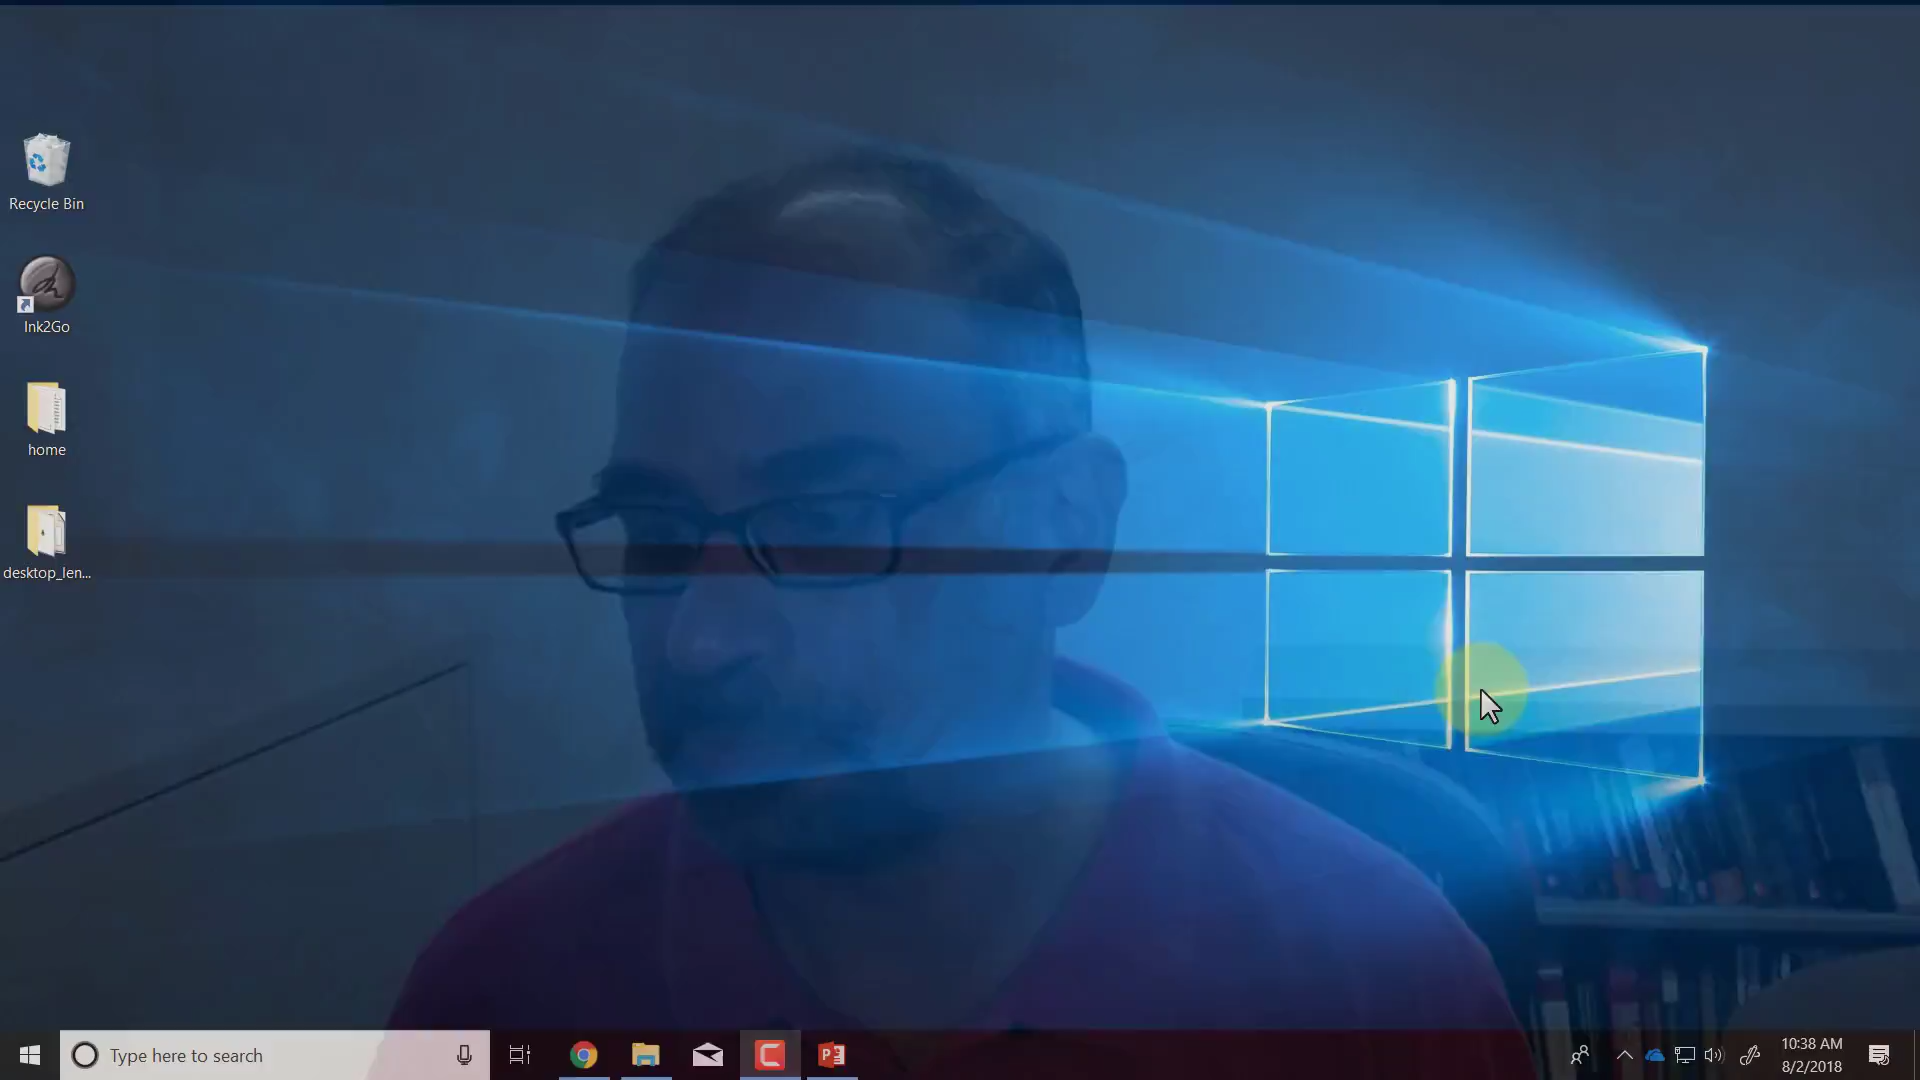 Recycle Bin
Ink2Go
home
desktop_len...
Type here to search
10:38 AM
8/2/2018